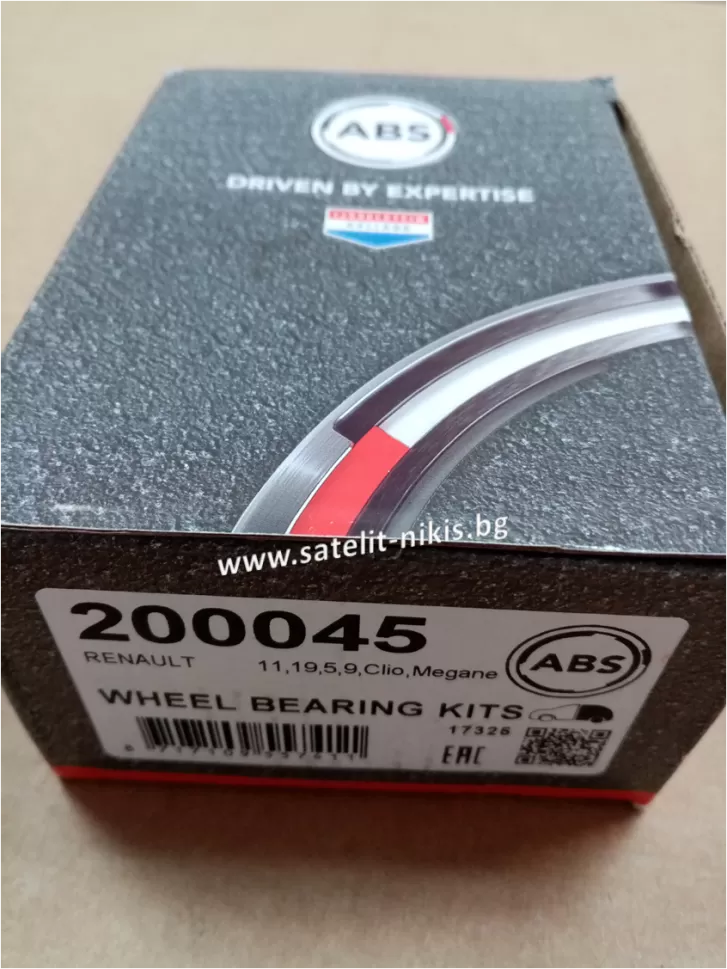 ABS
DRIVEN BY EXPERTISE
www.satelit-nikis.bg
200045
RENAULT 11,19,5,9,Clio,Megane
ABS
WHEEL BEARING KITS
17325
EAC